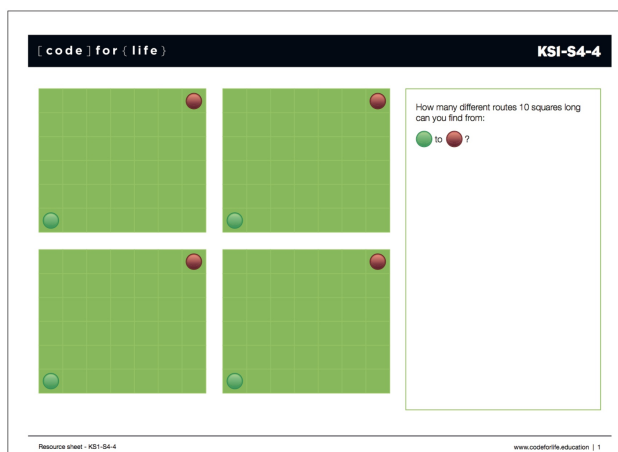 [code]for{life}
KS1-S4-4
How many different routes 10 squares long
can you find from:
to ?
Resource sheet - KS1-S4-4
www.codeforlife.education | 1